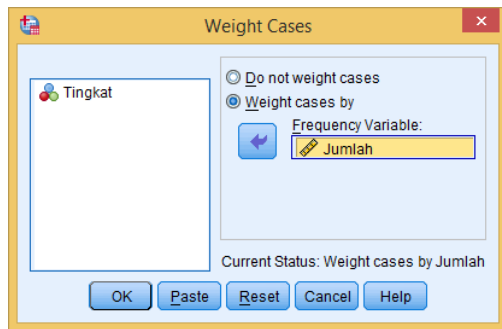 Weight Cases
Tingkat
Do not weight cases
Weight cases by
Frequency Variable:
Jumlah
Current Status: Weight cases by Jumlah
OK Paste Reset Cancel Help